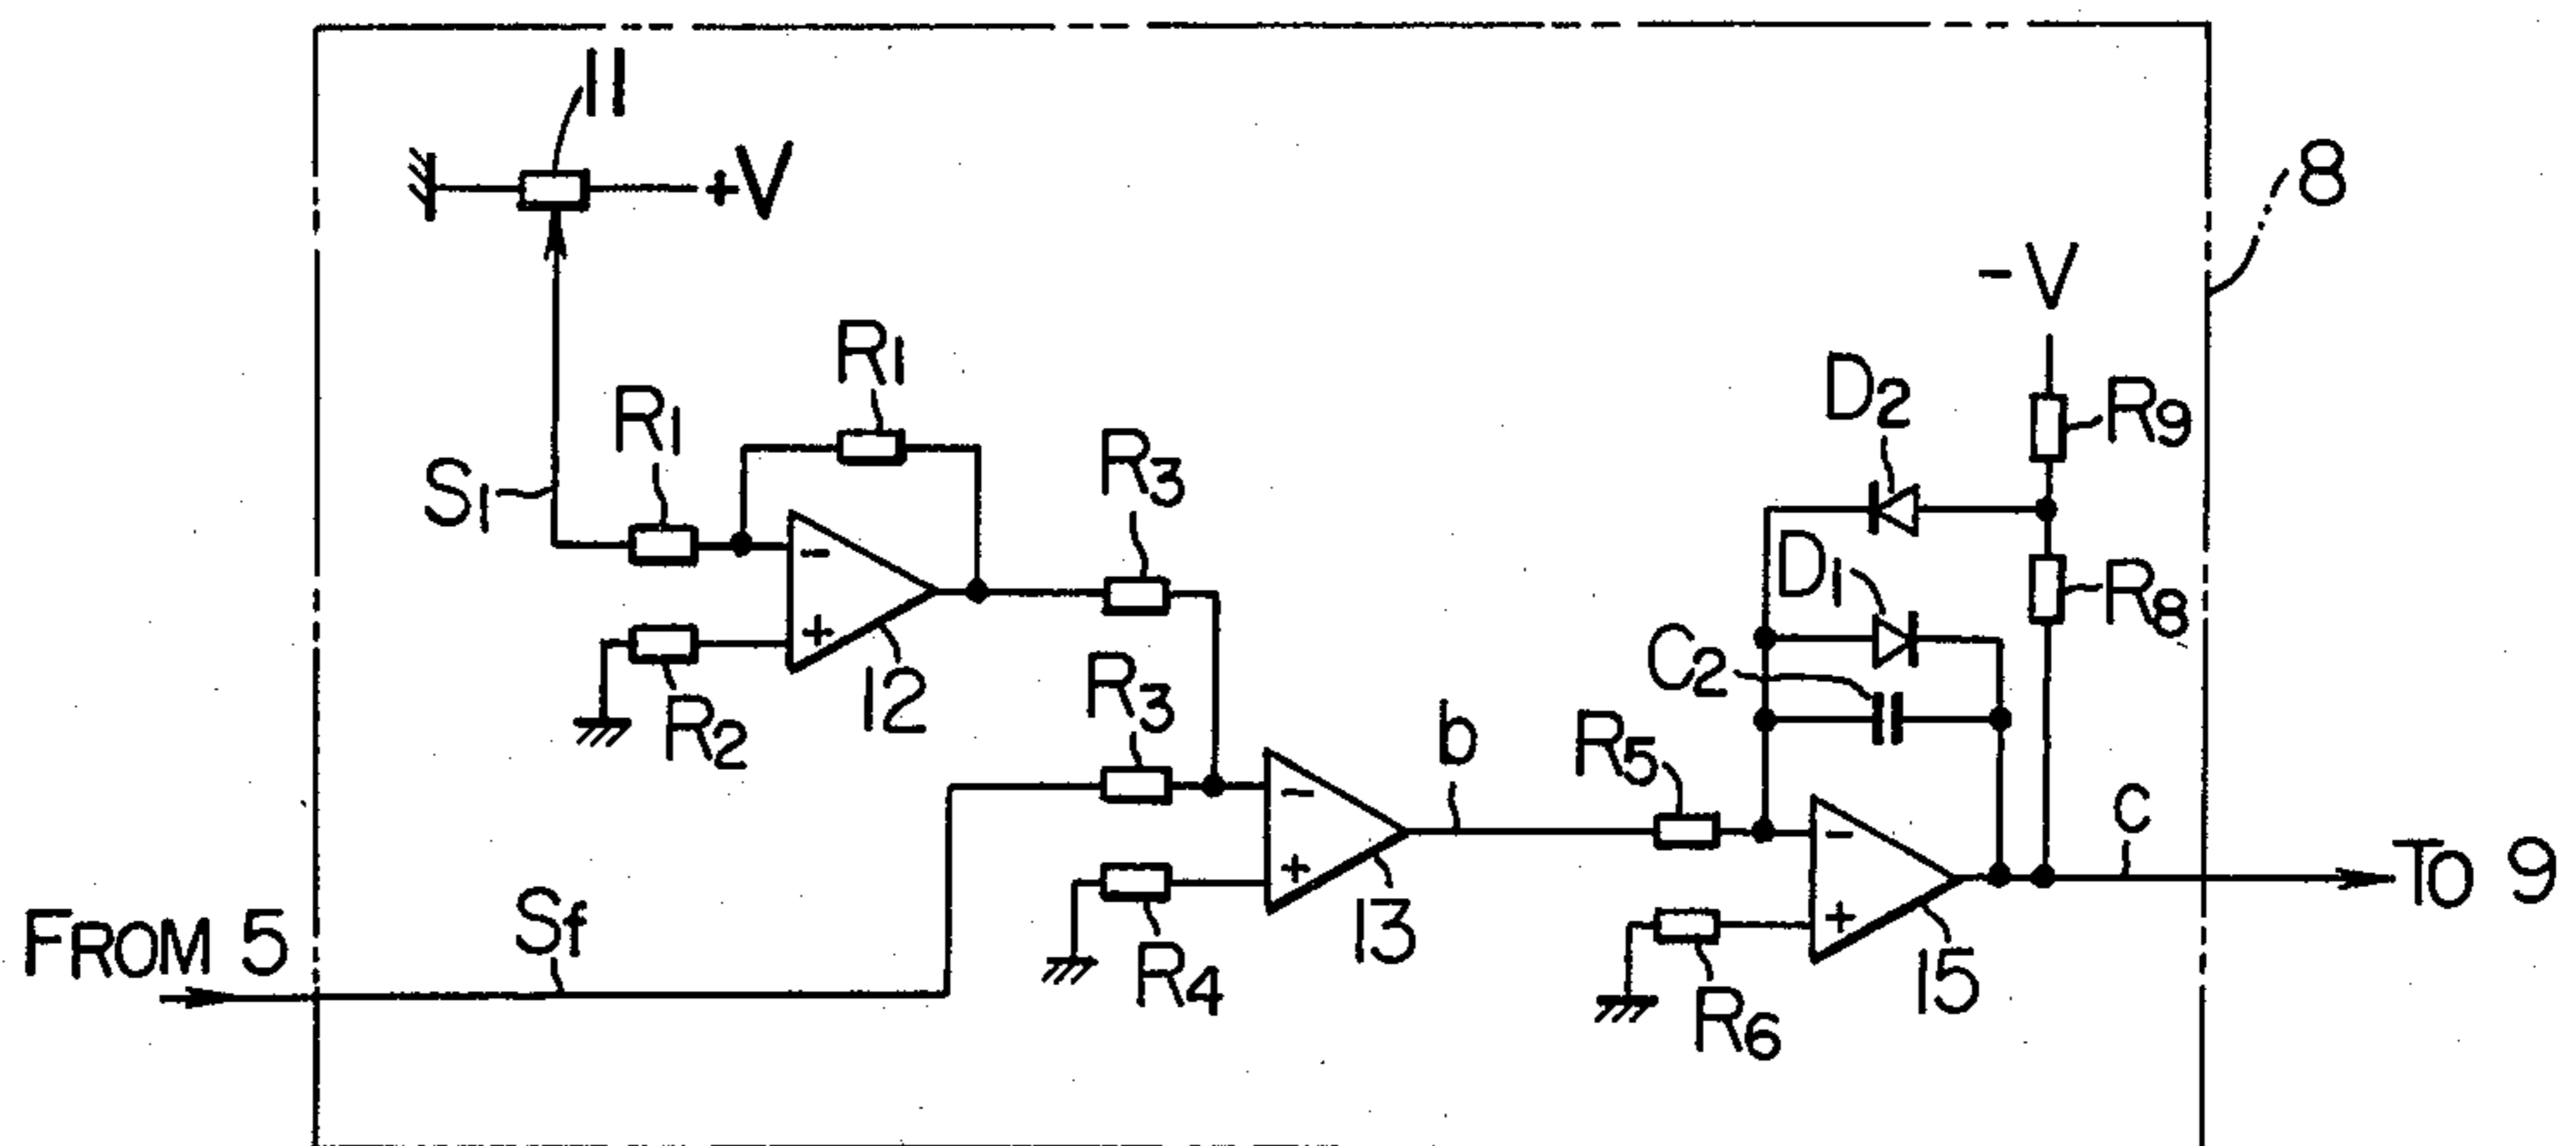 11
+V
8
-V
R1
D2
R9
R1
R3
S1
D1
R8
C2
-
+
12
R2
R3
b
R5
-
+
13
R4
-
+
15
R6
C
TO 9
FROM 5
Sf